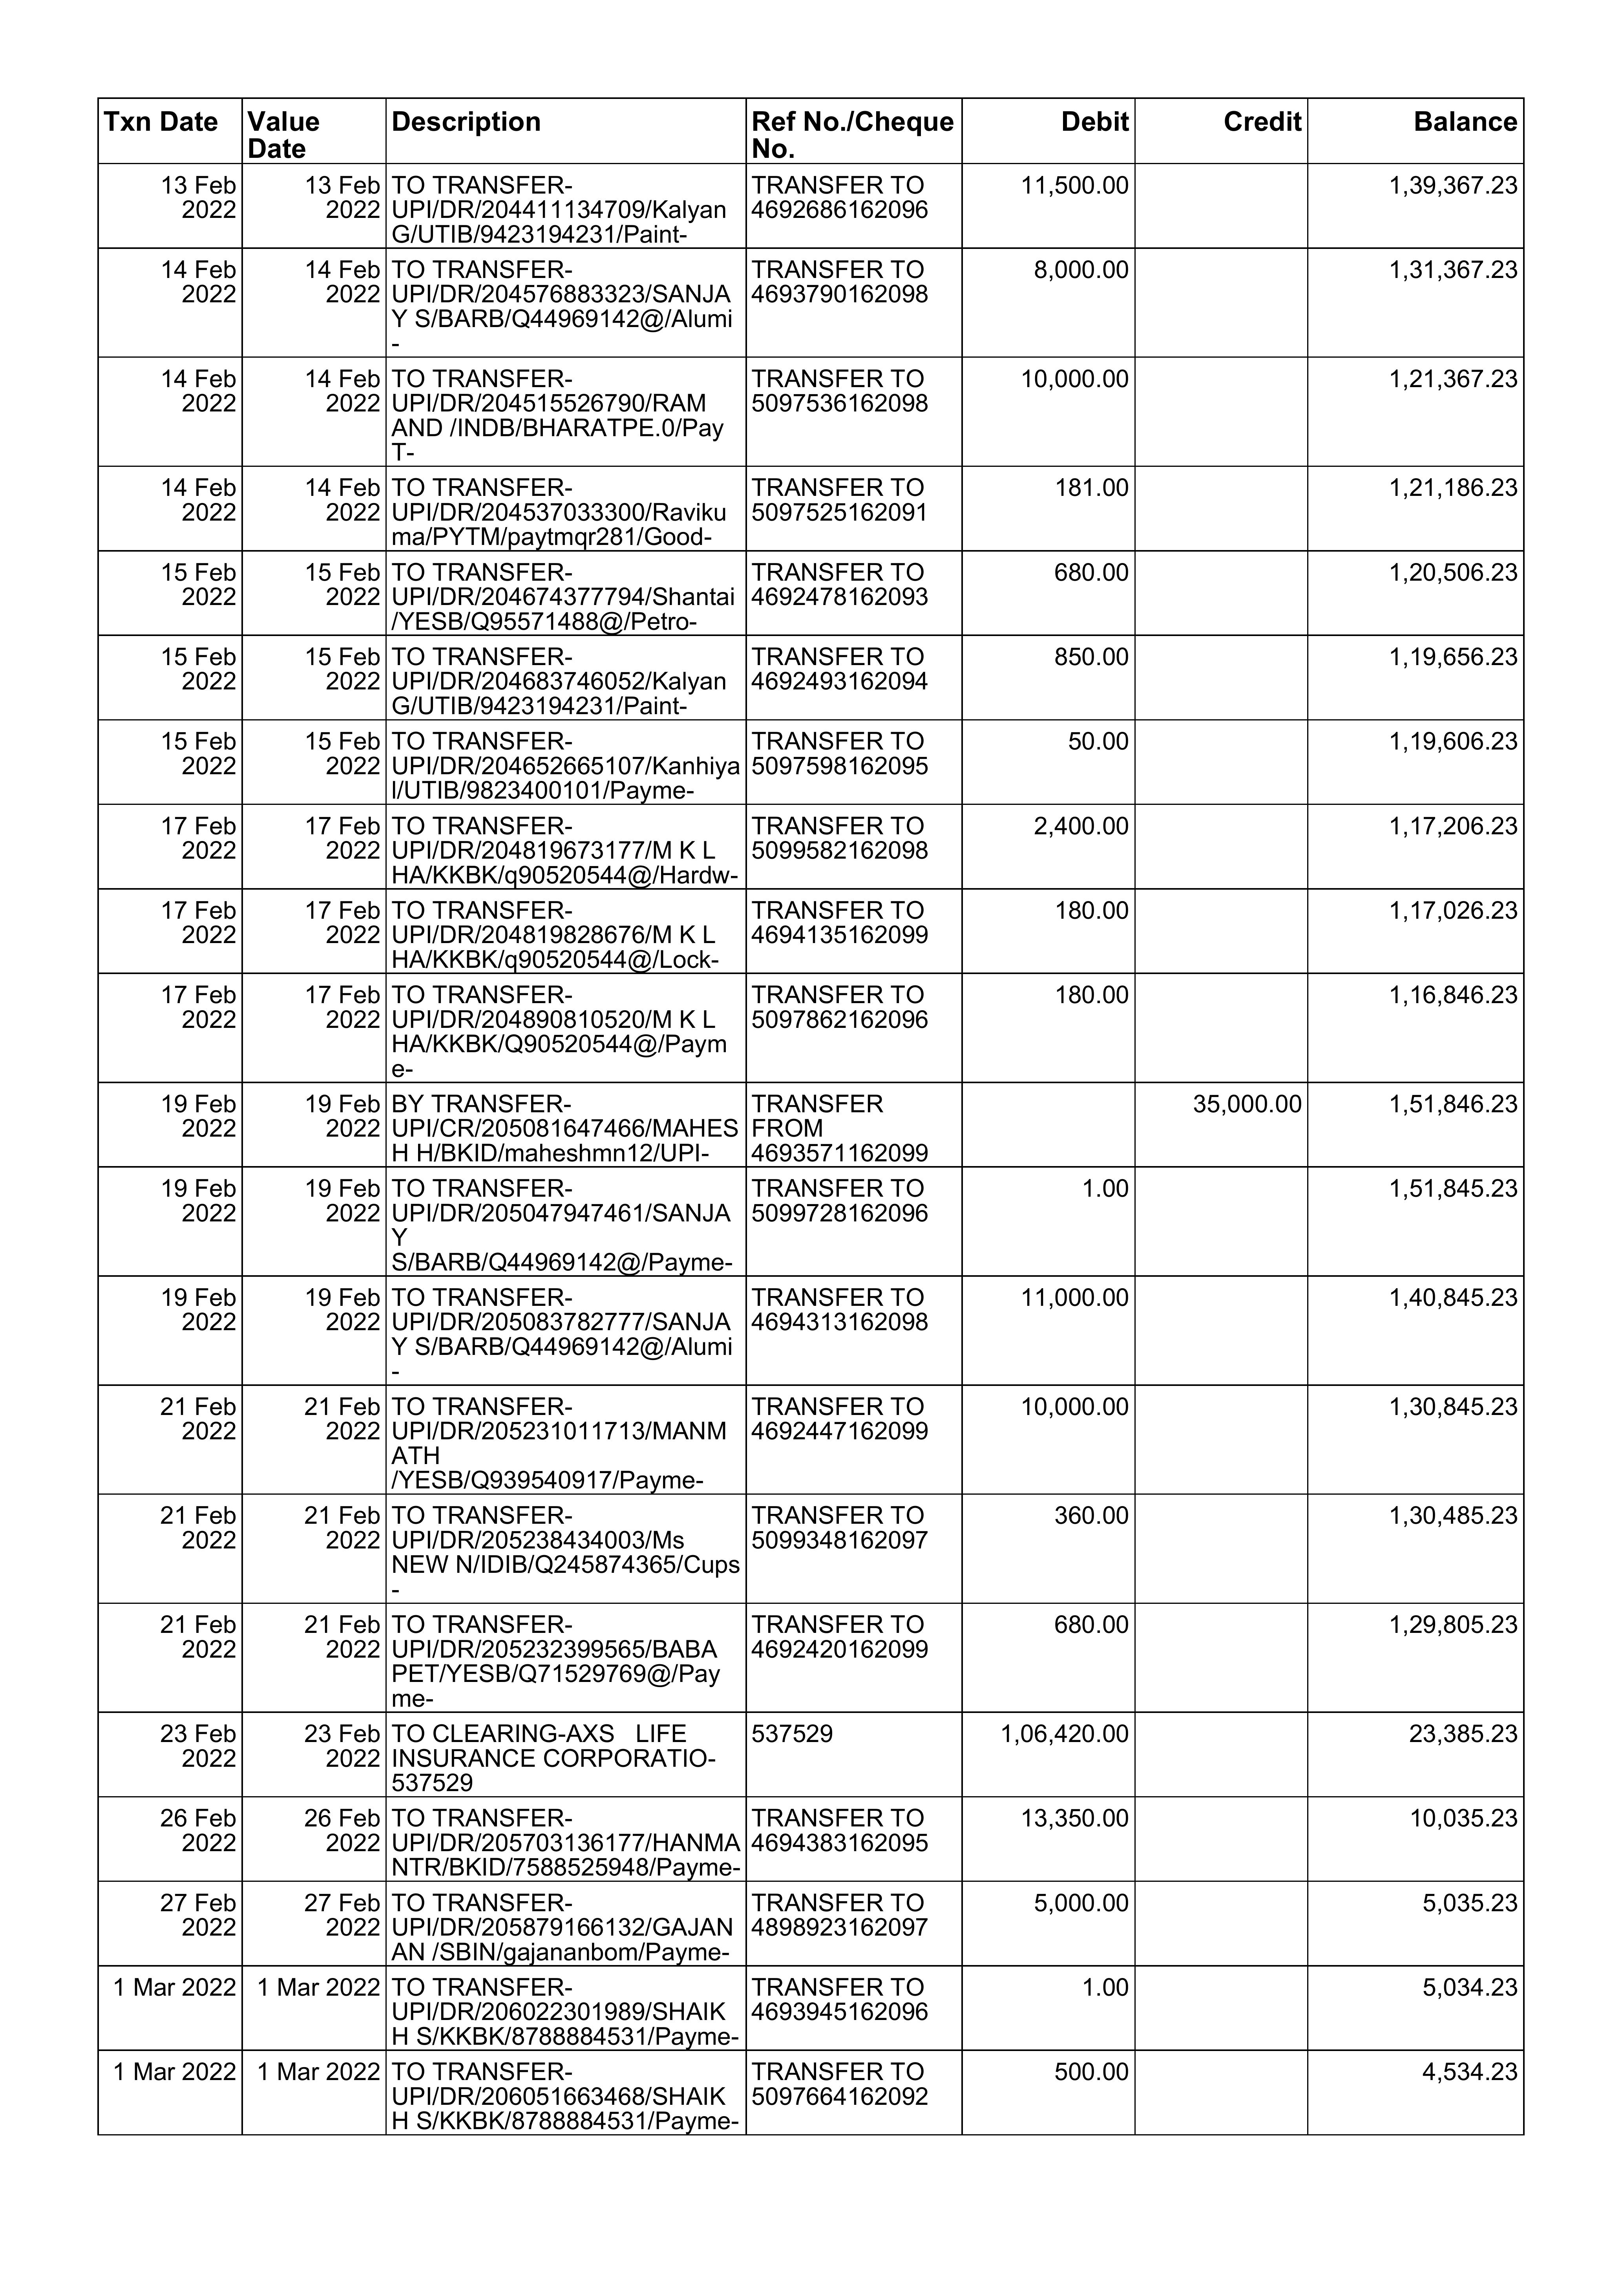 Txn Date Value Description Ref No./Cheque Debit Credit Balance
Date No.
13 Feb 13 Feb TO TRANSFER- TRANSFER TO 11,500.00 1,39,367.23
2022 2022 UPI/DR/204411134709/Kalyan 4692686162096
G/UTIB/9423194231/Paint-
14 Feb 14 Feb TO TRANSFER- TRANSFER TO 8,000.00 1,31,367.23
2022 2022 UPI/DR/204576883323/SANJA 4693790162098
Y S/BARB/Q44969142@/Alumi
-
14 Feb 14 Feb TO TRANSFER- TRANSFER TO 10,000.00 1,21,367.23
2022 2022 UPI/DR/204515526790/RAM 5097536162098
AND /INDB/BHARATPE.0/Pay
T-
14 Feb 14 Feb TO TRANSFER- TRANSFER TO 181.00 1,21,186.23
2022 2022 UPI/DR/204537033300/Raviku 5097525162091
ma/PYTM/paytmqr281/Good-
15 Feb 15 Feb TO TRANSFER- TRANSFER TO 680.00 1,20,506.23
2022 2022 UPI/DR/204674377794/Shantai 4692478162093
/YESB/Q95571488@/Petro-
15 Feb 15 Feb TO TRANSFER- TRANSFER TO 850.00 1,19,656.23
2022 2022 UPI/DR/204683746052/Kalyan 4692493162094
G/UTIB/9423194231/Paint-
15 Feb 15 Feb TO TRANSFER- TRANSFER TO 50.00 1,19,606.23
2022 2022 UPI/DR/204652665107/Kanhiya 5097598162095
l/UTIB/9823400101/Payme-
17 Feb 17 Feb TO TRANSFER- TRANSFER TO 2,400.00 1,17,206.23
2022 2022 UPI/DR/204819673177/M K L 5099582162098
HA/KKBK/q90520544@/Hardw-
17 Feb 17 Feb TO TRANSFER- TRANSFER TO 180.00 1,17,026.23
2022 2022 UPI/DR/204819828676/M K L 4694135162099
HA/KKBK/q90520544@/Lock-
17 Feb 17 Feb TO TRANSFER- TRANSFER TO 180.00 1,16,846.23
2022 2022 UPI/DR/204890810520/M K L 5097862162096
HA/KKBK/Q90520544@/Paym
e-
19 Feb 19 Feb BY TRANSFER- TRANSFER 35,000.00 1,51,846.23
2022 2022 UPI/CR/205081647466/MAHES FROM
H H/BKID/maheshmn12/UPI- 4693571162099
19 Feb 19 Feb TO TRANSFER- TRANSFER TO 1.00 1,51,845.23
2022 2022 UPI/DR/205047947461/SANJA 5099728162096
Y
S/BARB/Q44969142@/Payme-
19 Feb 19 Feb TO TRANSFER- TRANSFER TO 11,000.00 1,40,845.23
2022 2022 UPI/DR/205083782777/SANJA 4694313162098
Y S/BARB/Q44969142@/Alumi
-
21 Feb 21 Feb TO TRANSFER- TRANSFER TO 10,000.00 1,30,845.23
2022 2022 UPI/DR/205231011713/MANM 4692447162099
ATH
/YESB/Q939540917/Payme-
21 Feb 21 Feb TO TRANSFER- TRANSFER TO 360.00 1,30,485.23
2022 2022 UPI/DR/205238434003/Ms 5099348162097
NEW N/IDIB/Q245874365/Cups
-
21 Feb 21 Feb TO TRANSFER- TRANSFER TO 680.00 1,29,805.23
2022 2022 UPI/DR/205232399565/BABA 4692420162099
PET/YESB/Q71529769@/Pay
me-
23 Feb 23 Feb TO CLEARING-AXS LIFE 537529 1,06,420.00 23,385.23
2022 2022 INSURANCE CORPORATIO-
537529
26 Feb 26 Feb TO TRANSFER- TRANSFER TO 13,350.00 10,035.23
2022 2022 UPI/DR/205703136177/HANMA 4694383162095
NTR/BKID/7588525948/Payme-
27 Feb 27 Feb TO TRANSFER- TRANSFER TO 5,000.00 5,035.23
2022 2022 UPI/DR/205879166132/GAJAN 4898923162097
AN /SBIN/gajananbom/Payme-
1 Mar 2022 1 Mar 2022 TO TRANSFER- TRANSFER TO 1.00 5,034.23
UPI/DR/206022301989/SHAIK 4693945162096
H S/KKBK/8788884531/Payme-
1 Mar 2022 1 Mar 2022 TO TRANSFER- TRANSFER TO 500.00 4,534.23
UPI/DR/206051663468/SHAIK 5097664162092
H S/KKBK/8788884531/Payme-